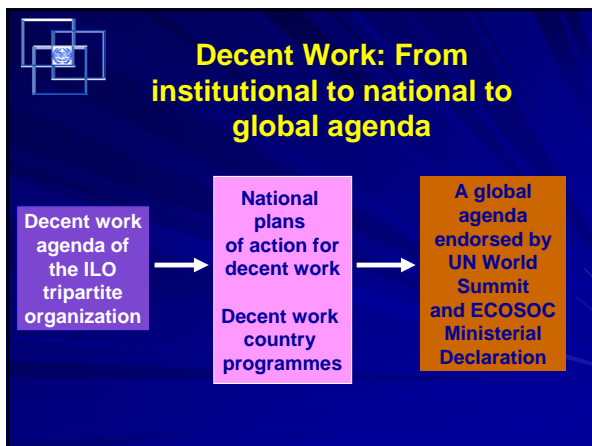 Decent Work: From
institutional to national to
global agenda
Decent work
agenda of
the ILO
tripartite
organization
National
plans
of action for
decent work
Decent work
country
programmes
A global
agenda
endorsed by
UN World
Summit
and ECOSOC
Ministerial
Declaration